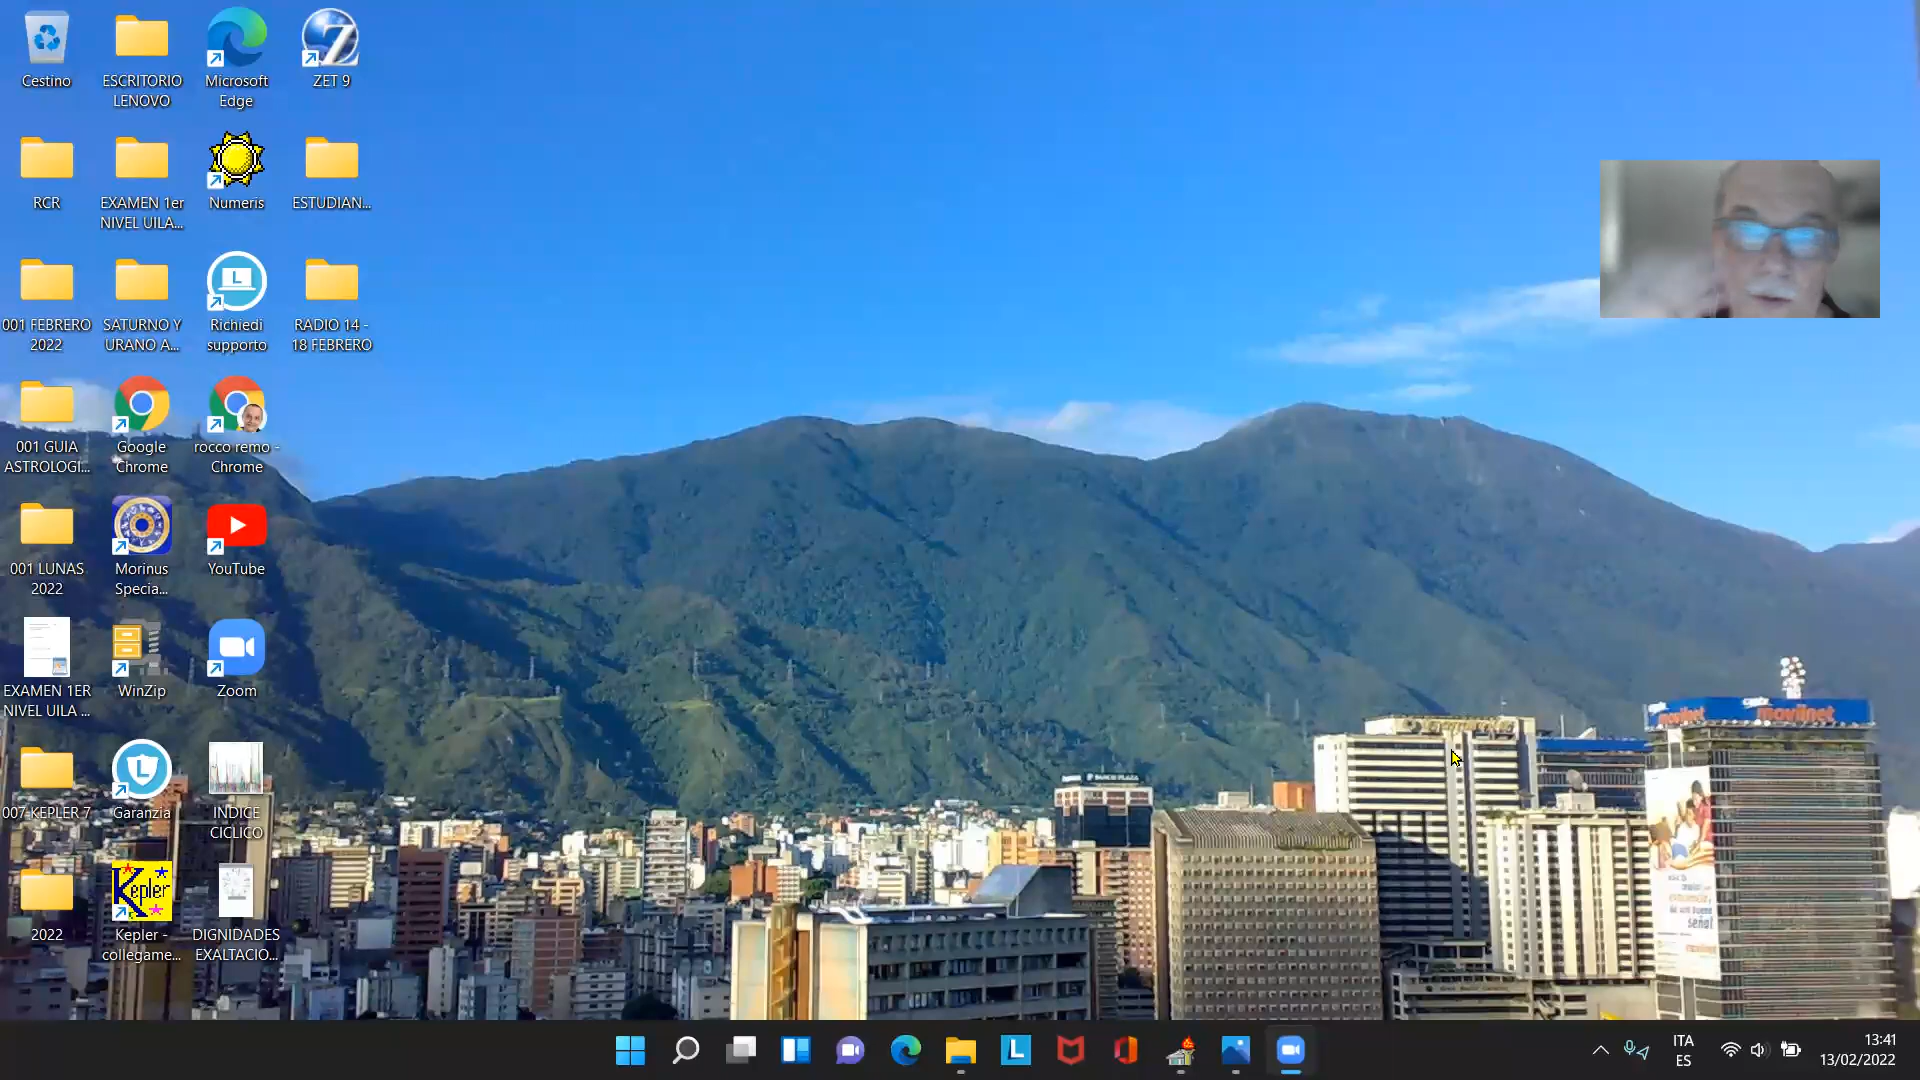 Cestino
ESCRITORIO
LENOVO
Microsoft
Edge
ZET 9
RCR
EXAMEN 1er
NIVEL UILA...
Numeris
ESTUDIAN...
001 FEBRERO
2022
SATURNO Y
URANO A...
Richiedi
supporto
RADIO 14 -
18 FEBRERO
001 GUIA
ASTROLOGI...
Google
Chrome
rocco remo -
Chrome
001 LUNAS
2022
Morinus
Specia...
YouTube
EXAMEN 1ER
NIVEL UILA ...
WinZip
Zoom
007-KEPLER 7
Garanzia
INDICE
CICLICO
2022
Kepler
Kepler -
collegame...
DIGNIDADES
EXALTACIO...
BANCO PLAZA
movilnet
señal
ITA
ES
13:41
13/02/2022